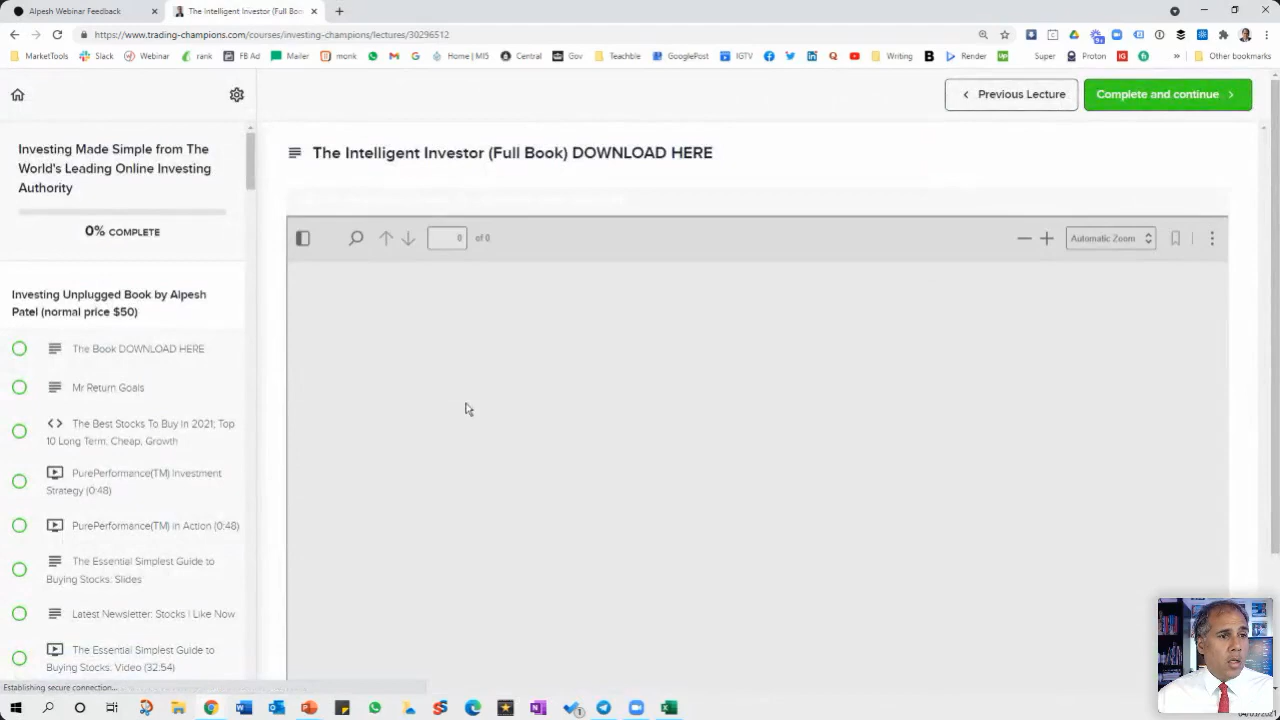 Alpesh Webinar Feedback
The Intelligent Investor (Full Boo
https://www.trading-champions.com/courses/investing-champions/lectures/30296512
MarketTools Slack Webinar rank FB Ad Mailer monk G Enroll Home | MIS Central Gov Teachble GooglePost IGTV Writing Render Super Proton Other bookmarks
Previous Lecture
Complete and continue
Investing Made Simple from The
World's Leading Online Investing
Authority
0% COMPLETE
The Intelligent Investor (Full Book) DOWNLOAD HERE
0 of 0
Automatic Zoom
Investing Unplugged Book by Alpesh
Patel (normal price $50)
The Book DOWNLOAD HERE
Mr Return Goals
The Best Stocks To Buy In 2021; Top
10 Long Term, Cheap, Growth
PurePerformance(TM) Investment
Strategy (0:48)
PurePerformance(TM) in Action (0:48)
The Essential Simplest Guide to
Buying Stocks: Slides
Latest Newsletter: Stocks I Like Now
The Essential Simplest Guide to
Buying Stocks: Video (32:54)
Establishing secure connection...